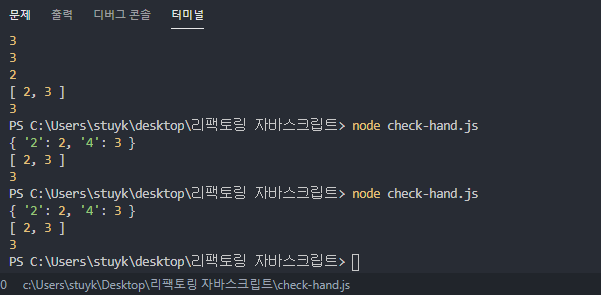 문제 출력 디버그 콘솔 터미널
3
3
2
[ 2, 3 ]
3
PS C:\Users\stuyk\desktop\리팩토링 자바스크립트> node check-hand.js
{ '2': 2, '4': 3 }
[ 2, 3 ]
3
PS C:\Users\stuyk\desktop\리팩토링 자바스크립트> node check-hand.js
{ '2': 2, '4': 3 }
[ 2, 3 ]
3
PS C:\Users\stuyk\desktop\리팩토링 자바스크립트>
0 c:\Users\stuyk\Desktop\리팩토링 자바스크립트\check-hand.js